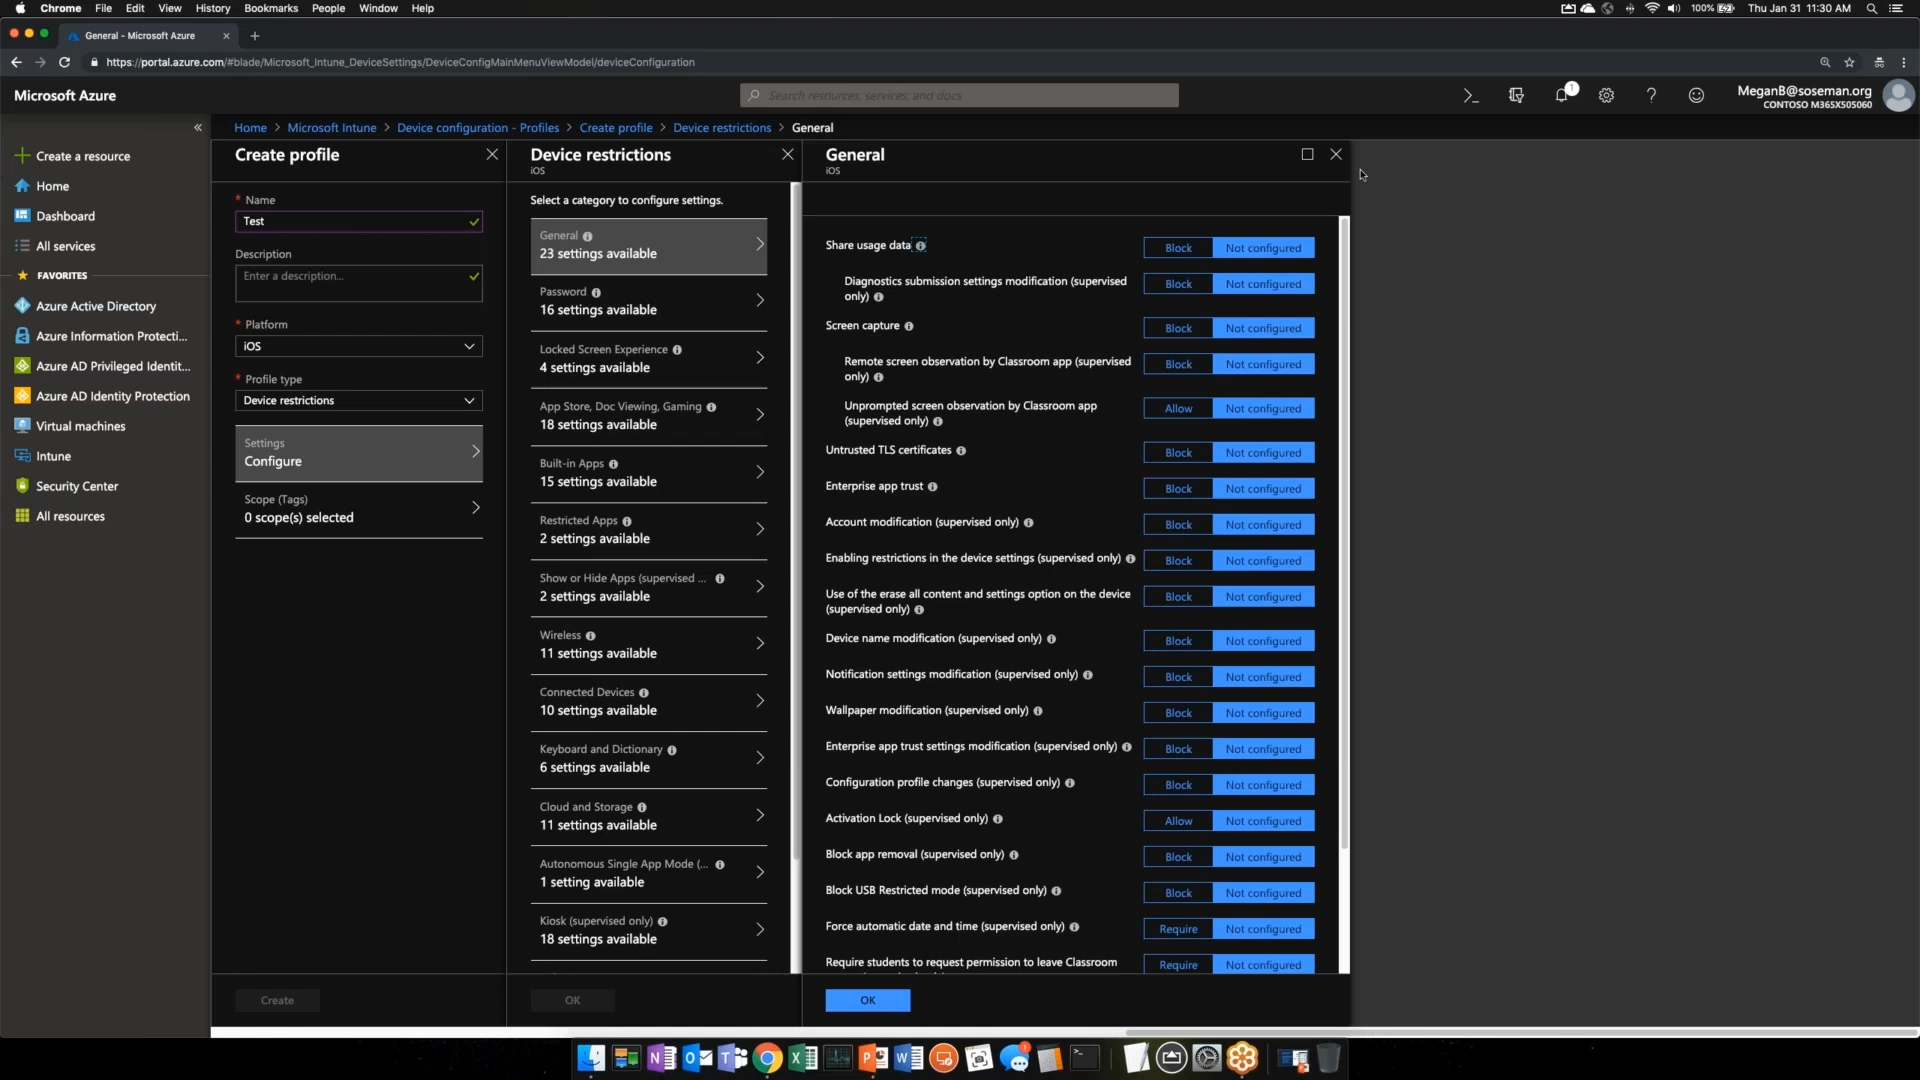 Chrome File Edit View History Bookmarks People Window Help
100% Thu Jan 31 11:30 AM
General - Microsoft Azure
https://portal.azure.com/#blade/Microsoft_Intune_DeviceSettings/DeviceConfigMainMenuViewModel/deviceConfiguration
Microsoft Azure
Search resources, services, and docs
1
MeganB@soseman.org
CONTOSO M365X505060
Home > Microsoft Intune > Device configuration - Profiles > Create profile > Device restrictions > General
Create a resource
Home
Dashboard
All services
FAVORITES
Azure Active Directory
Azure Information Protecti...
Azure AD Privileged Identit...
Azure AD Identity Protection
Virtual machines
Intune
Security Center
All resources
Create profile
* Name
Test
Description
Enter a description...
* Platform
iOS
* Profile type
Device restrictions
Settings
Configure
Scope (Tags)
0 scope(s) selected
Create
Device restrictions
iOS
Select a category to configure settings.
General
23 settings available
Password
16 settings available
Locked Screen Experience
4 settings available
App Store, Doc Viewing, Gaming
18 settings available
Built-in Apps
15 settings available
Restricted Apps
2 settings available
Show or Hide Apps (supervised ...
2 settings available
Wireless
11 settings available
Connected Devices
10 settings available
Keyboard and Dictionary
6 settings available
Cloud and Storage
11 settings available
Autonomous Single App Mode (...
1 setting available
Kiosk (supervised only)
18 settings available
OK
General
iOS
Share usage data Block Not configured
Diagnostics submission settings modification (supervised
only) Block Not configured
Screen capture Block Not configured
Remote screen observation by Classroom app (supervised
only) Block Not configured
Unprompted screen observation by Classroom app
(supervised only) Allow Not configured
Untrusted TLS certificates Block Not configured
Enterprise app trust Block Not configured
Account modification (supervised only) Block Not configured
Enabling restrictions in the device settings (supervised only) Block Not configured
Use of the erase all content and settings option on the device
(supervised only) Block Not configured
Device name modification (supervised only) Block Not configured
Notification settings modification (supervised only) Block Not configured
Wallpaper modification (supervised only) Block Not configured
Enterprise app trust settings modification (supervised only) Block Not configured
Configuration profile changes (supervised only) Block Not configured
Activation Lock (supervised only) Allow Not configured
Block app removal (supervised only) Block Not configured
Block USB Restricted mode (supervised only) Block Not configured
Force automatic date and time (supervised only) Require Not configured
Require students to request permission to leave Classroom Require Not configured
OK